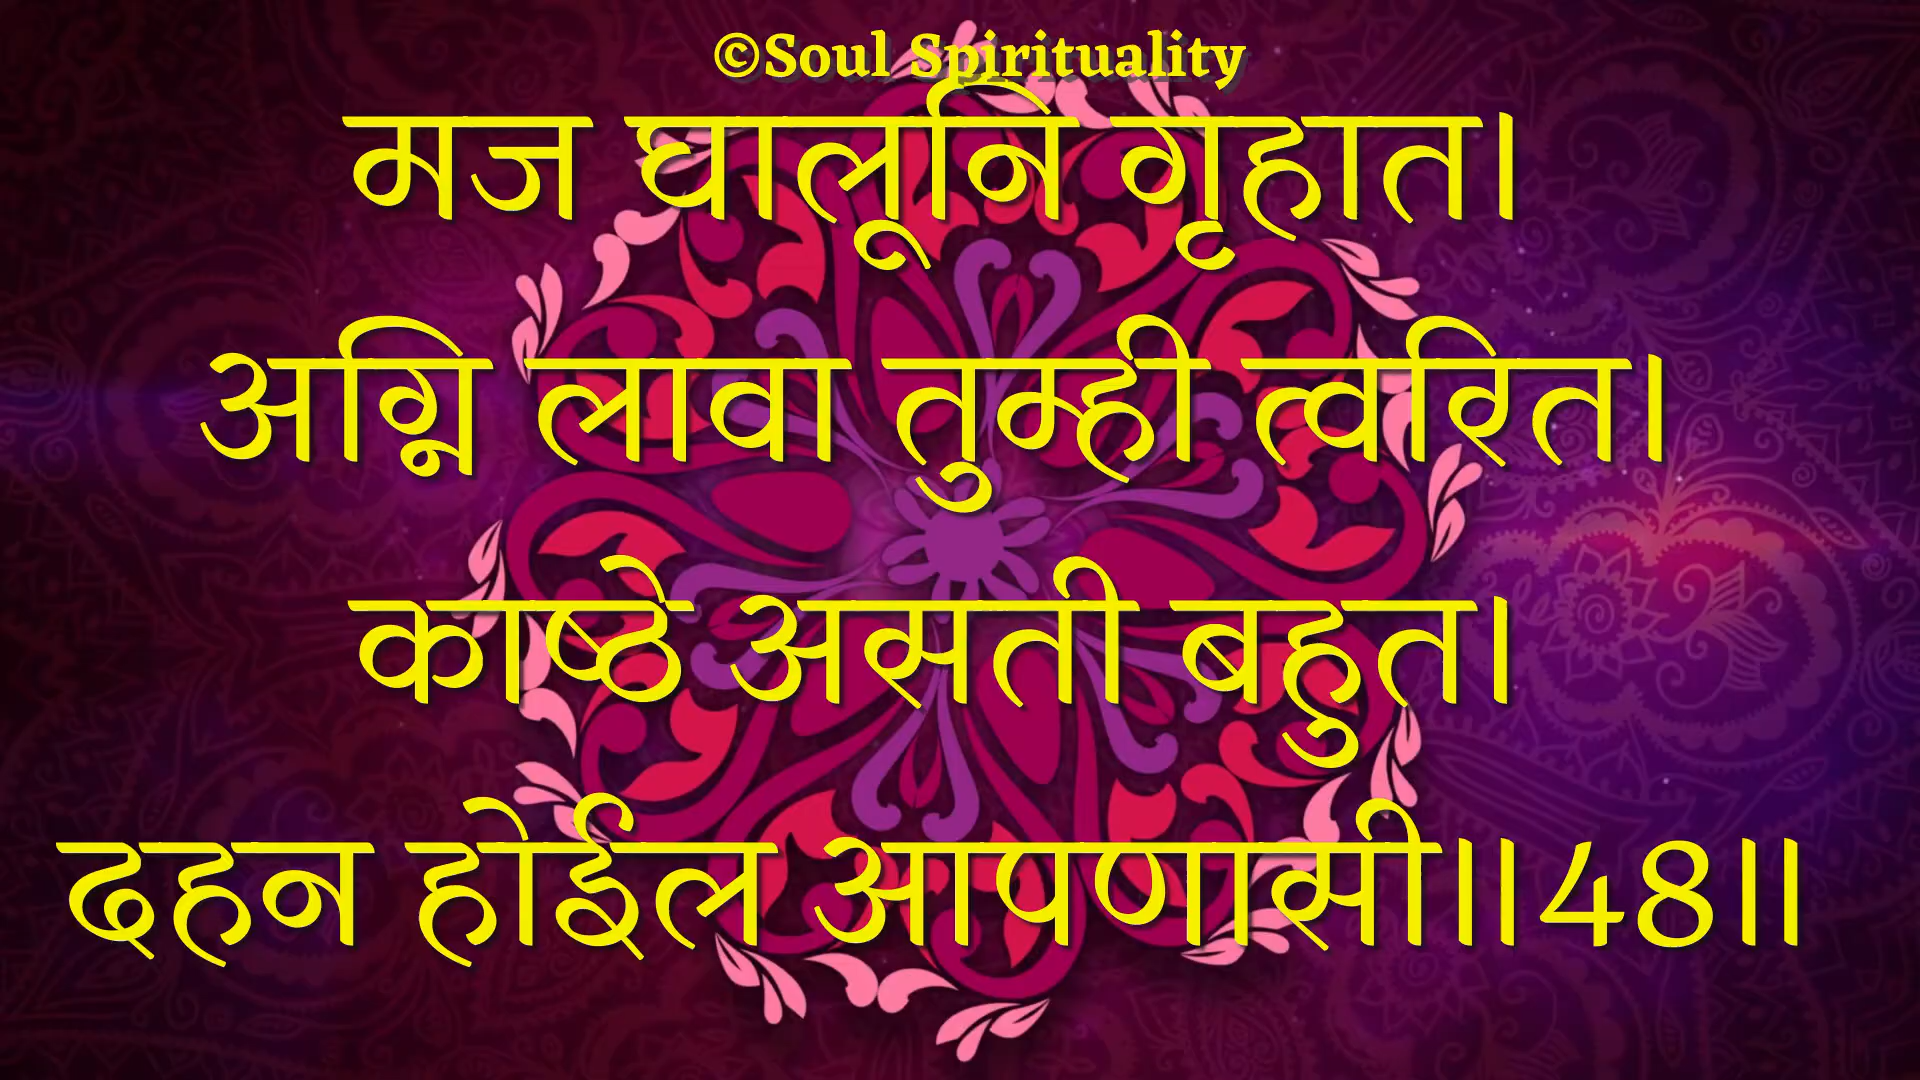 ©Soul Spirituality
मज घालूनि गृहात।
अग्नि लावा तुम्ही त्वरित।
काष्ठे असती बहुत।
दहन होईल आपणासी॥48॥